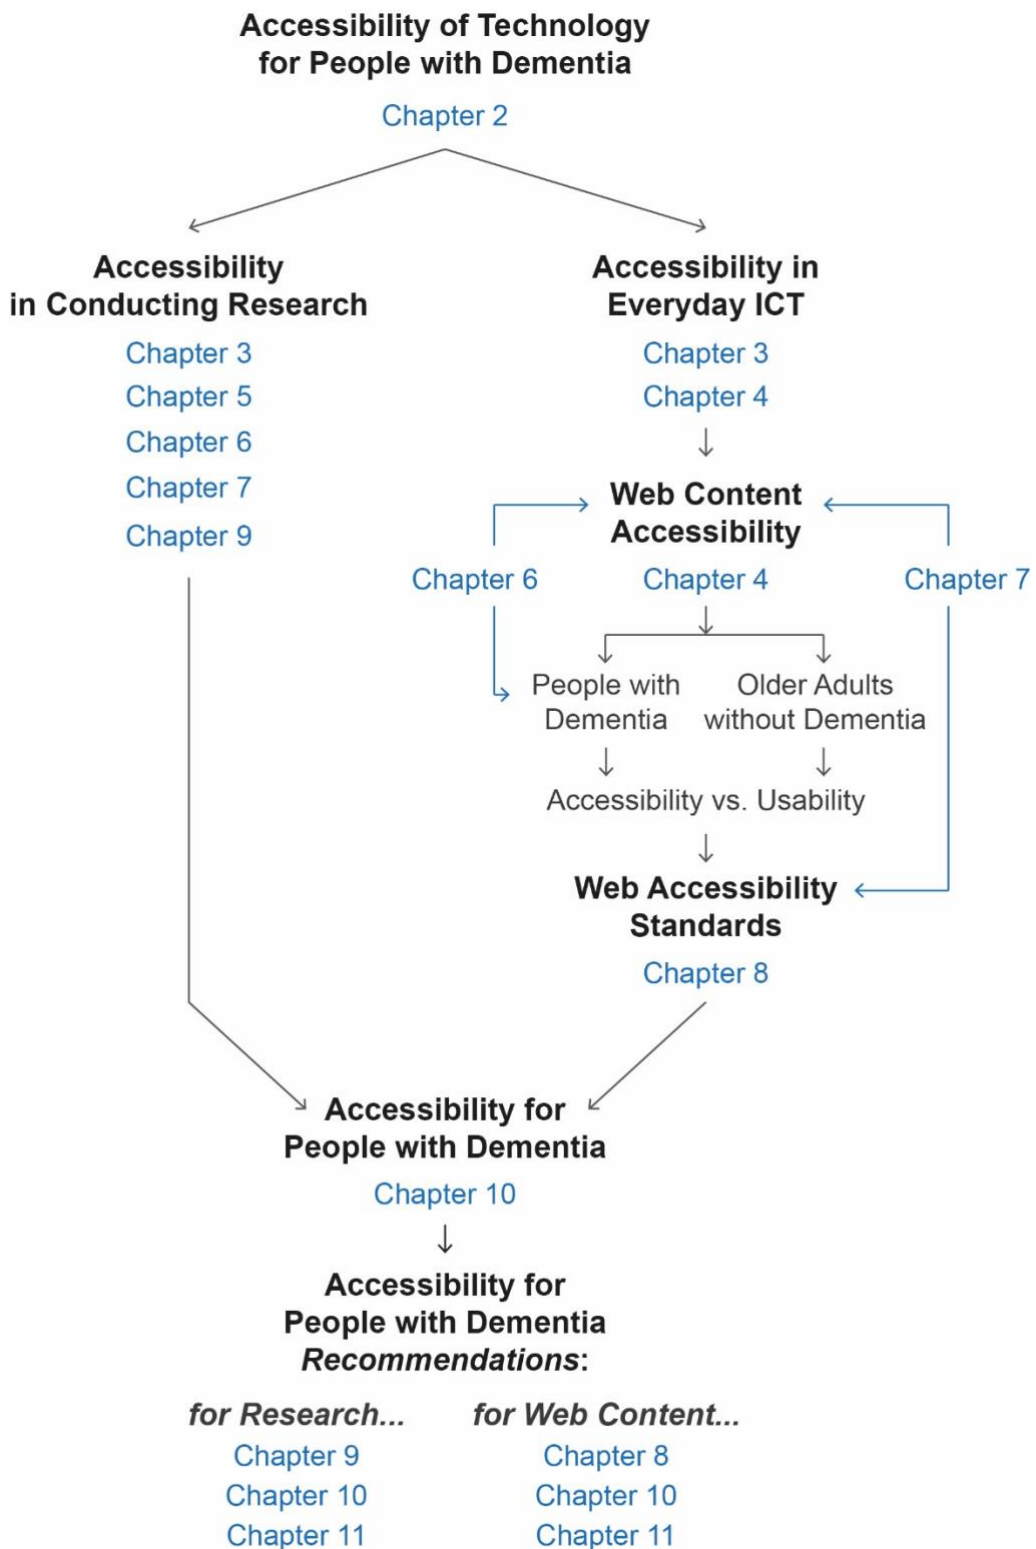 Accessibility of Technology
for People with Dementia
Chapter 2
Accessibility
in Conducting Research
Chapter 3
Chapter 5
Chapter 6
Chapter 7
Chapter 9
Accessibility in
Everyday ICT
Chapter 3
Chapter 4
Web Content
Accessibility
Chapter 6
Chapter 4
Chapter 7
People with
Dementia
Older Adults
without Dementia
Accessibility vs. Usability
Web Accessibility
Standards
Chapter 8
Accessibility for
People with Dementia
Chapter 10
Accessibility for
People with Dementia
Recommendations:
for Research...
Chapter 9
Chapter 10
Chapter 11
for Web Content...
Chapter 8
Chapter 10
Chapter 11